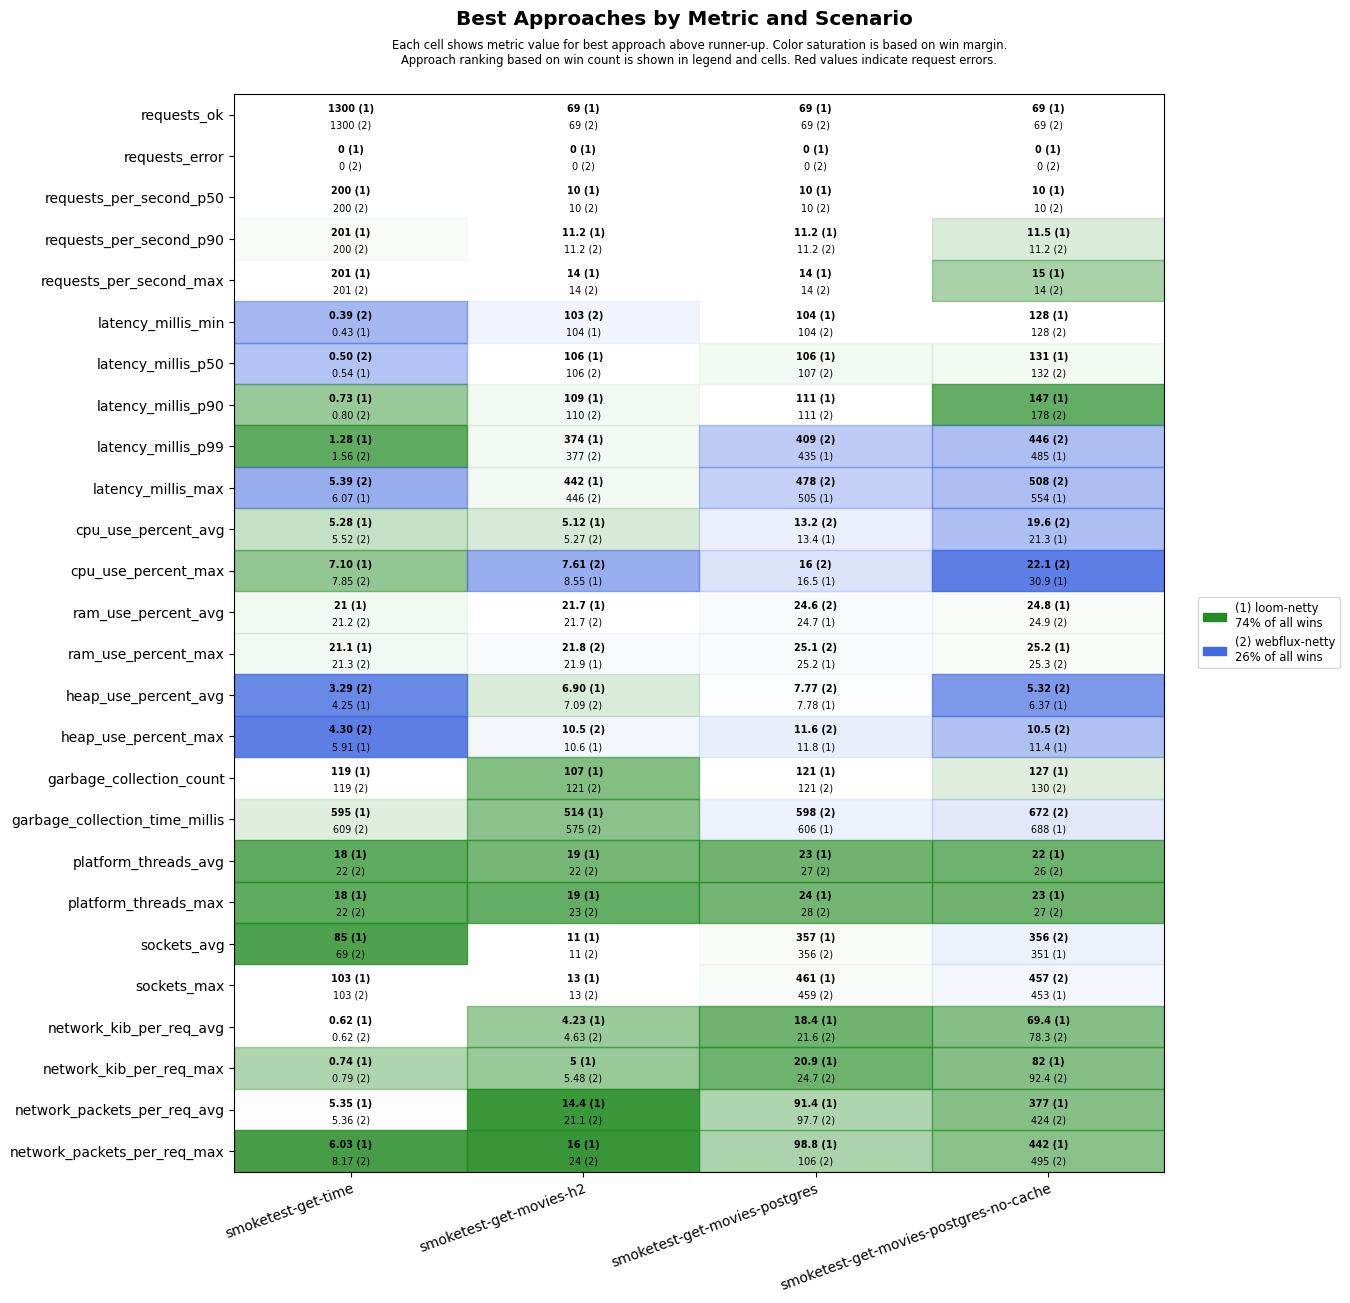 Best Approaches by Metric and Scenario
Each cell shows metric value for best approach above runner-up. Color saturation is based on win margin.
Approach ranking based on win count is shown in legend and cells. Red values indicate request errors.
requests_ok
1300 (1) 69 (1) 69 (1) 69 (1)
1300 (2) 69 (2) 69 (2) 69 (2)
requests_error
0 (1) 0 (1) 0 (1) 0 (1)
0 (2) 0 (2) 0 (2) 0 (2)
requests_per_second_p50
200 (1) 10 (1) 10 (1) 10 (1)
200 (2) 10 (2) 10 (2) 10 (2)
requests_per_second_p90
201 (1) 11.2 (1) 11.2 (1) 11.5 (1)
200 (2) 11.2 (2) 11.2 (2) 11.2 (2)
requests_per_second_max
201 (1) 14 (1) 14 (1) 15 (1)
201 (2) 14 (2) 14 (2) 14 (2)
latency_millis_min
0.39 (2) 103 (2) 104 (1) 128 (1)
0.43 (1) 104 (1) 104 (2) 128 (2)
latency_millis_p50
0.50 (2) 106 (1) 106 (1) 131 (1)
0.54 (1) 106 (2) 107 (2) 132 (2)
latency_millis_p90
0.73 (1) 109 (1) 111 (1) 147 (1)
0.80 (2) 110 (2) 111 (2) 178 (2)
latency_millis_p99
1.28 (1) 374 (1) 409 (2) 446 (2)
1.56 (2) 377 (2) 435 (1) 485 (1)
latency_millis_max
5.39 (2) 442 (1) 478 (2) 508 (2)
6.07 (1) 446 (2) 505 (1) 554 (1)
cpu_use_percent_avg
5.28 (1) 5.12 (1) 13.2 (2) 19.6 (2)
5.52 (2) 5.27 (2) 13.4 (1) 21.3 (1)
cpu_use_percent_max
7.10 (1) 7.61 (2) 16 (2) 22.1 (2)
7.85 (2) 8.55 (1) 16.5 (1) 30.9 (1)
ram_use_percent_avg
21 (1) 21.7 (1) 24.6 (2) 24.8 (1)
21.2 (2) 21.7 (2) 24.7 (1) 24.9 (2)
ram_use_percent_max
21.1 (1) 21.8 (2) 25.1 (2) 25.2 (1)
21.3 (2) 21.9 (1) 25.2 (1) 25.3 (2)
heap_use_percent_avg
3.29 (2) 6.90 (1) 7.77 (2) 5.32 (2)
4.25 (1) 7.09 (2) 7.78 (1) 6.37 (1)
heap_use_percent_max
4.30 (2) 10.5 (2) 11.6 (2) 10.5 (2)
5.91 (1) 10.6 (1) 11.8 (1) 11.4 (1)
garbage_collection_count
119 (1) 107 (1) 121 (1) 127 (1)
119 (2) 121 (2) 121 (2) 130 (2)
garbage_collection_time_millis
595 (1) 514 (1) 598 (2) 672 (2)
609 (2) 575 (2) 606 (1) 688 (1)
platform_threads_avg
18 (1) 19 (1) 23 (1) 22 (1)
22 (2) 22 (2) 27 (2) 26 (2)
platform_threads_max
18 (1) 19 (1) 24 (1) 23 (1)
22 (2) 23 (2) 28 (2) 27 (2)
sockets_avg
85 (1) 11 (1) 357 (1) 356 (2)
69 (2) 11 (2) 356 (2) 351 (1)
sockets_max
103 (1) 13 (1) 461 (1) 457 (2)
103 (2) 13 (2) 459 (2) 453 (1)
network_kib_per_req_avg
0.62 (1) 4.23 (1) 18.4 (1) 69.4 (1)
0.62 (2) 4.63 (2) 21.6 (2) 78.3 (2)
network_kib_per_req_max
0.74 (1) 5 (1) 20.9 (1) 82 (1)
0.79 (2) 5.48 (2) 24.7 (2) 92.4 (2)
network_packets_per_req_avg
5.35 (1) 14.4 (1) 91.4 (1) 377 (1)
5.36 (2) 21.1 (2) 97.7 (2) 424 (2)
network_packets_per_req_max
6.03 (1) 16 (1) 98.8 (1) 442 (1)
8.17 (2) 24 (2) 106 (2) 495 (2)
smoketest-get-time
smoketest-get-movies-h2
smoketest-get-movies-postgres
smoketest-get-movies-postgres-no-cache
(1) loom-netty
74% of all wins
(2) webflux-netty
26% of all wins